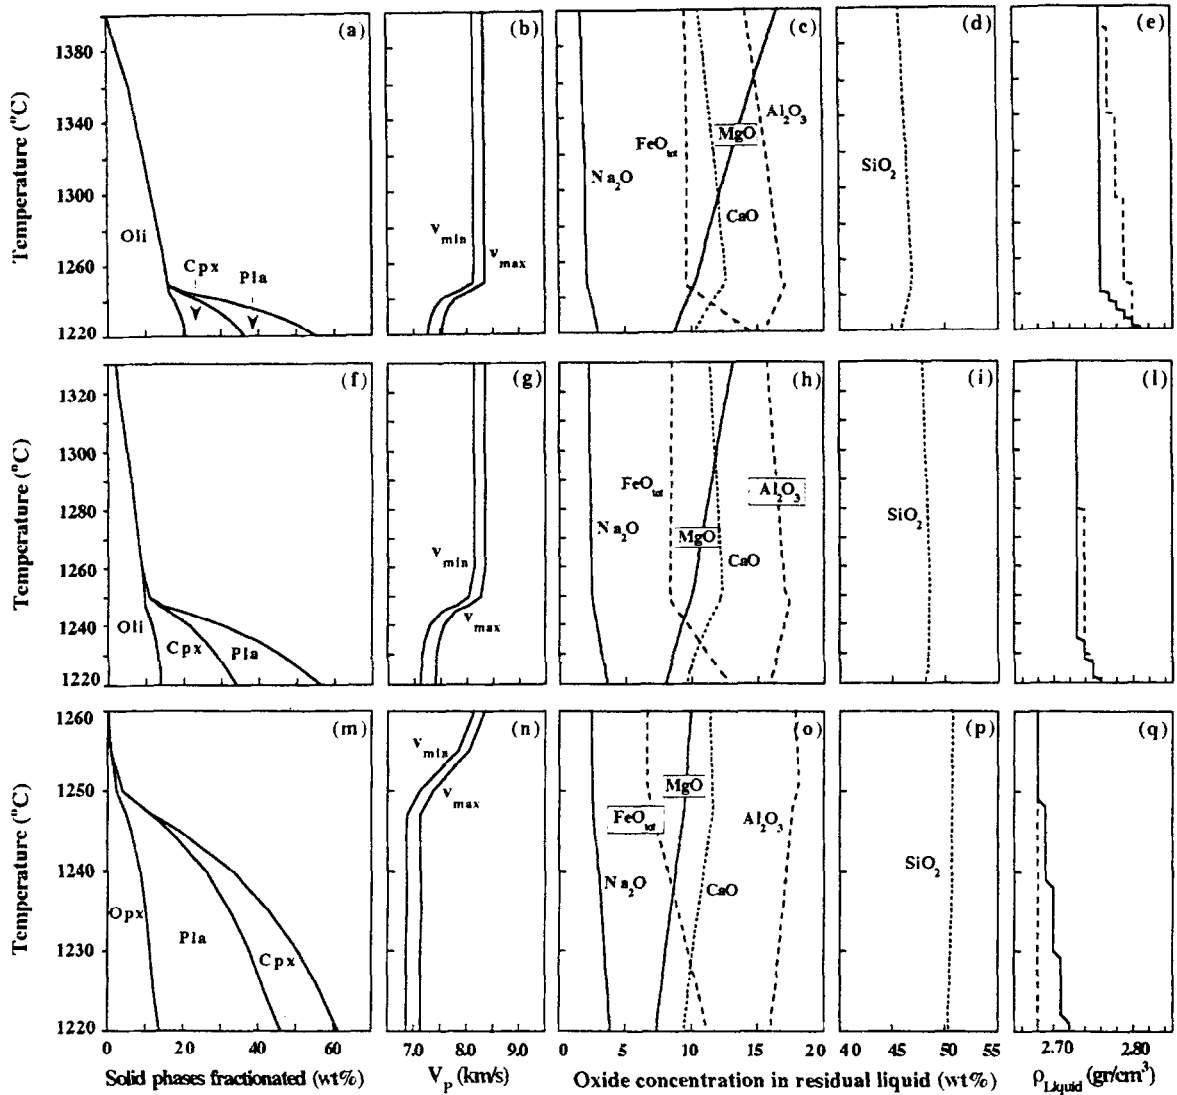 (a) (b) (c) (d) (e)
1380
1340
1300
1260
1220
Temperature (°C)
Oli
Cpx
Pla
v min
v max
Na2O
FeO tot
MgO
CaO
Al2O3
SiO2
(f) (g) (h) (i) (l)
1320
1300
1280
1260
1240
1220
Temperature (°C)
Oli
Cpx
Pla
v min
v max
FeO tot
Na2O
MgO
CaO
Al2O3
SiO2
(m) (n) (o) (p) (q)
1260
1250
1240
1230
1220
Temperature (°C)
Opx
Pla
Cpx
v min
v max
MgO
FeO tot
Na2O
CaO
Al2O3
SiO2
0 20 40 60 7.0 8.0 9.0 0 5 10 15 20 40 45 50 55 2.70 2.80
Solid phases fractionated (wt%) VP (km/s) Oxide concentration in residual liquid (wt%) ρLiquid (gr/cm3)